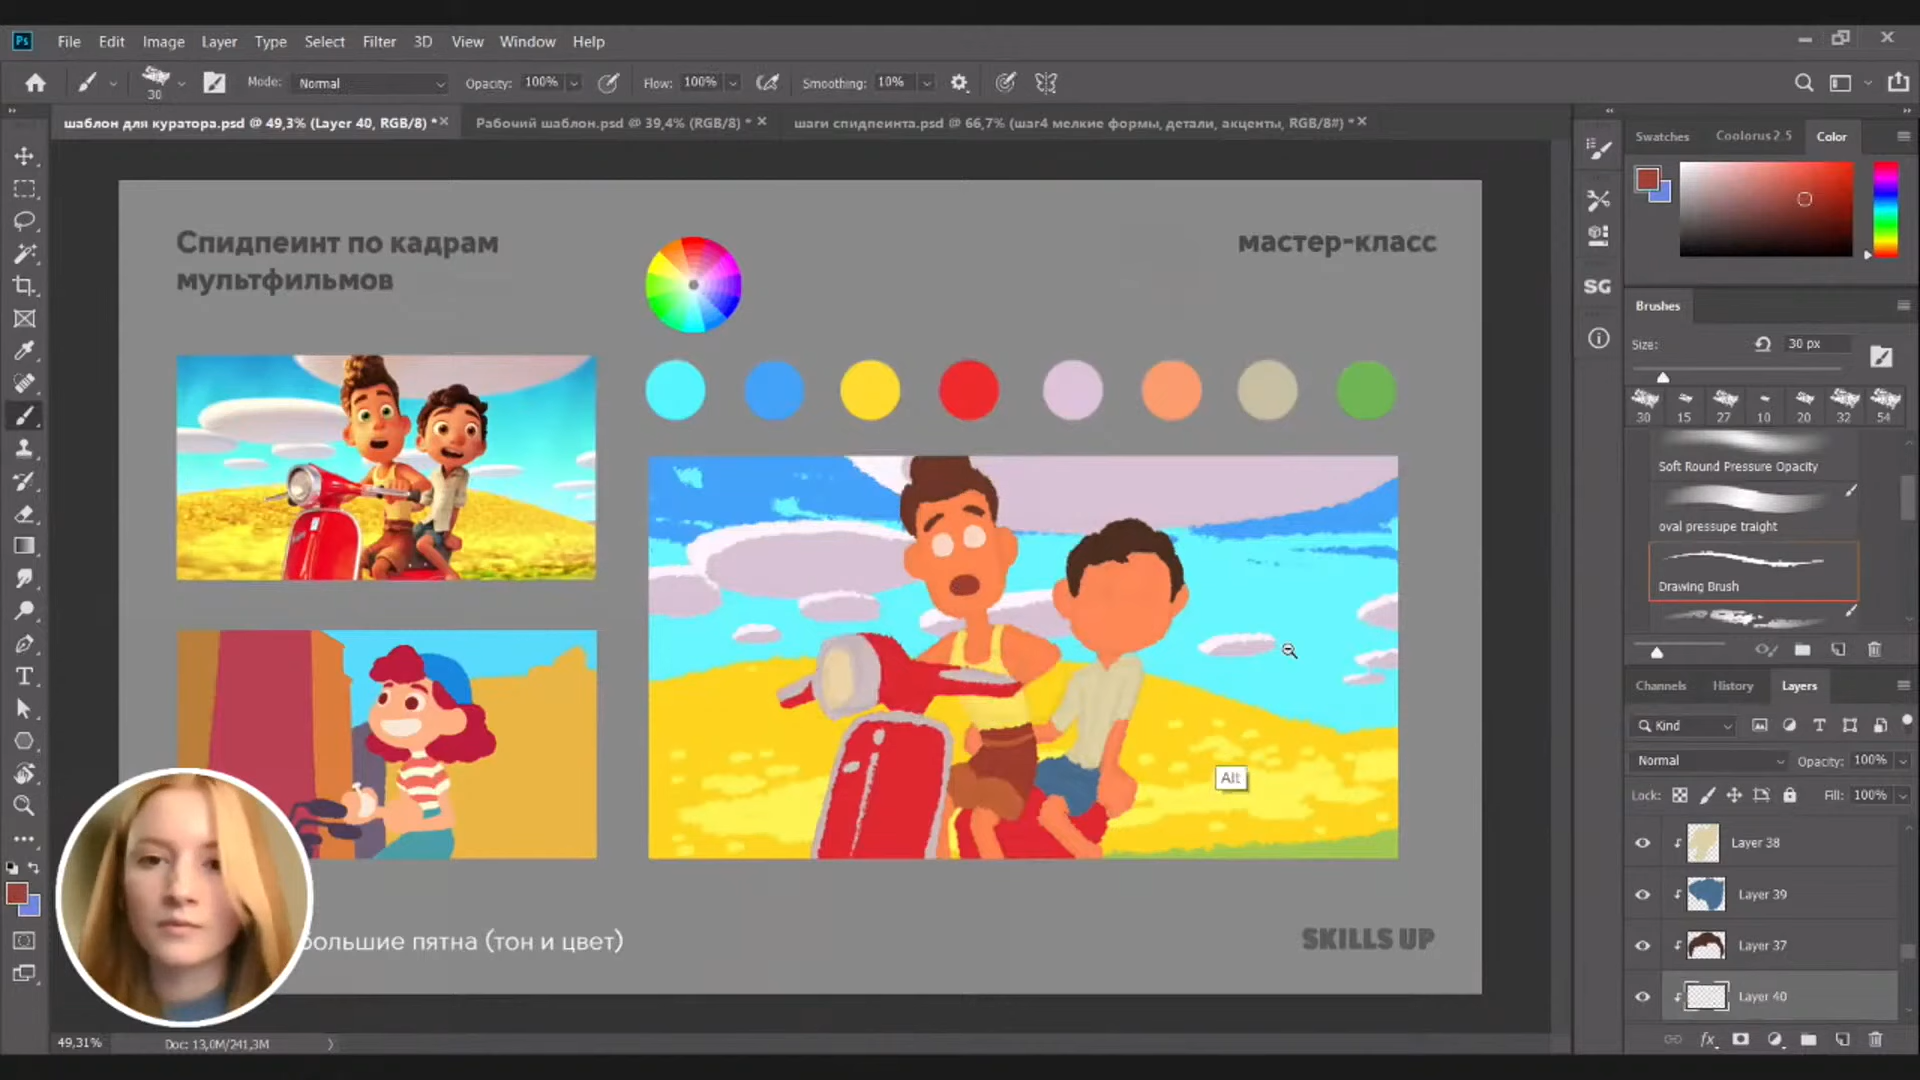 Ps File Edit Image Layer Type Select Filter 3D View Window Help
30 Mode: Normal Opacity: 100% Flow: 100% Smoothing: 10%
шаблон для куратора.psd @ 49,3% (Layer 40, RGB/8) * Рабочий шаблон.psd @ 39,4% (RGB/8) * шаги спидпеинта.psd @ 66,7% (шаг4 мелкие формы, детали, акценты, RGB/8#) *
Swatches Coolorus 2.5 Color
Спидпеинт по кадрам
мультфильмов
мастер-класс
SG
Brushes
Size: 30 px
30 15 27 10 20 32 54
Soft Round Pressure Opacity
oval pressupe traight
Drawing Brush
Channels History Layers
Kind
Normal Opacity: 100%
Lock: Fill: 100%
Alt
Layer 38
Layer 39
Layer 37
Layer 40
большие пятна (тон и цвет)
SKILLS UP
49,31% Doc: 13,0M/241,3M
fx